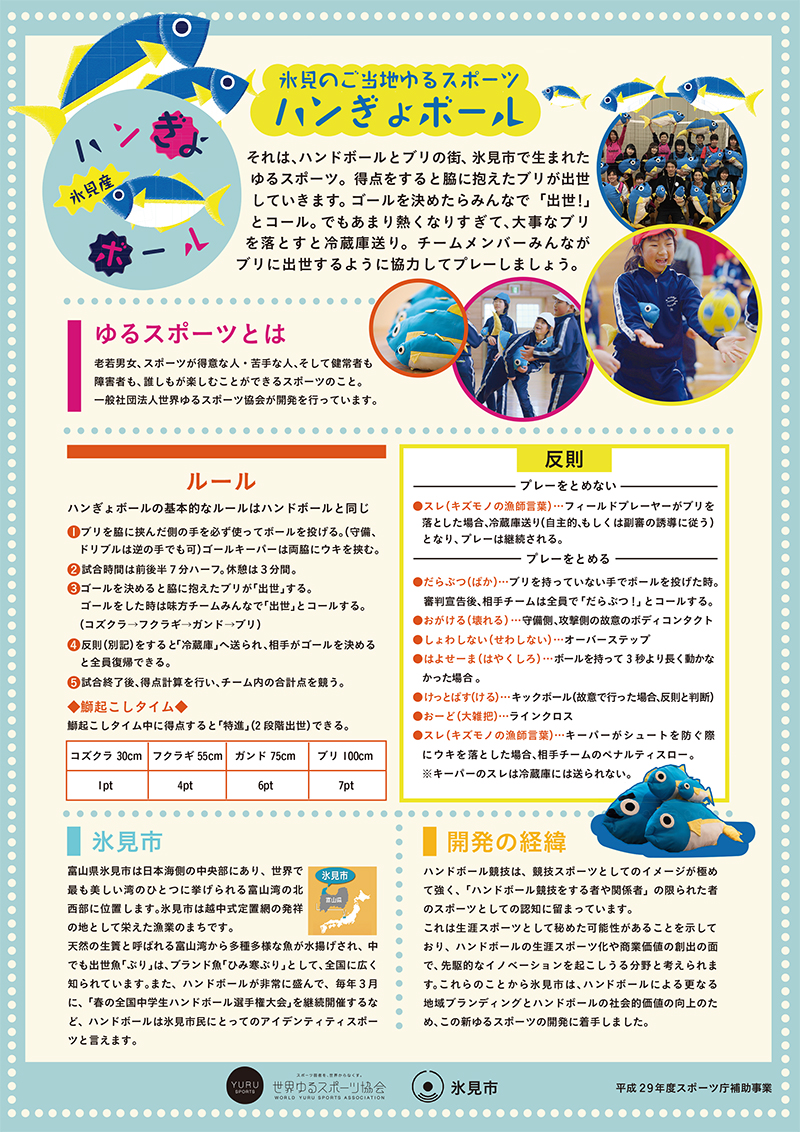 氷見のご当地ゆるスポーツ
ハンぎょボール
ハンぎょ
氷見産
ボール
それは、ハンドボールとブリの街、氷見市で生まれた
ゆるスポーツ。得点をすると脇に抱えたブリが出世
していきます。ゴールを決めたらみんなで「出世！」
とコール。でもあまり熱くなりすぎて、大事なブリ
を落とすと冷蔵庫送り。チームメンバーみんなが
ブリに出世するように協力してプレーしましょう。
ゆるスポーツとは
老若男女、スポーツが得意な人・苦手な人、そして健常者も
障害者も、誰しもが楽しむことができるスポーツのこと。
一般社団法人世界ゆるスポーツ協会が開発を行っています。
ルール
ハンぎょボールの基本的なルールはハンドボールと同じ
❶ブリを脇に挟んだ側の手を必ず使ってボールを投げる。（守備、
ドリブルは逆の手でも可）ゴールキーパーは両脇にウキを挟む。
❷試合時間は前後半７分ハーフ。休憩は３分間。
❸ゴールを決めると脇に抱えたブリが「出世」する。
ゴールをした時は味方チームみんなで「出世」とコールする。
（コズクラ→フクラギ→ガンド→ブリ）
❹反則（別記）をすると「冷蔵庫」へ送られ、相手がゴールを決める
と全員復帰できる。
❺試合終了後、得点計算を行い、チーム内の合計点を競う。
◆鰤起こしタイム◆
鰤起こしタイム中に得点すると「特進」（２段階出世）できる。
コズクラ 30cm フクラギ 55cm ガンド 75cm ブリ 100cm
1pt 4pt 6pt 7pt
反則
プレーをとめない
●スレ（キズモノの漁師言葉）…フィールドプレーヤーがブリを
落とした場合、冷蔵庫送り（自主的、もしくは副審の誘導に従う）
となり、プレーは継続される。
プレーをとめる
●だらぶつ（ばか）…ブリを持っていない手でボールを投げた時。
審判宣告後、相手チームは全員で「だらぶつ！」とコールする。
●おがける（壊れる）…守備側、攻撃側の故意のボディコンタクト
●しょわしない（せわしない）…オーバーステップ
●はよせーま（はやくしろ）…ボールを持って３秒より長く動かな
かった場合。
●けっとばす（ける）…キックボール（故意で行った場合、反則と判断）
●おーど（大雑把）…ラインクロス
●スレ（キズモノの漁師言葉）…キーパーがシュートを防ぐ際
にウキを落とした場合、相手チームのペナルティスロー。
※キーパーのスレは冷蔵庫には送られない。
氷見市
富山県氷見市は日本海側の中央部にあり、世界で
最も美しい湾のひとつに挙げられる富山湾の北
西部に位置します。氷見市は越中式定置網の発祥
の地として栄えた漁業のまちです。
天然の生簀と呼ばれる富山湾から多種多様な魚が水揚げされ、中
でも出世魚「ぶり」は、ブランド魚「ひみ寒ぶり」として、全国に広く
知られています。また、ハンドボールが非常に盛んで、毎年３月
に、「春の全国中学生ハンドボール選手権大会」を継続開催するな
ど、ハンドボールは氷見市民にとってのアイデンティティスポー
ツと言えます。
氷見市
富山県
開発の経緯
ハンドボール競技は、競技スポーツとしてのイメージが極め
て強く、「ハンドボール競技をする者や関係者」の限られた者
のスポーツとしての認知に留まっています。
これは生涯スポーツとして秘めた可能性があることを示して
おり、ハンドボールの生涯スポーツ化や商業価値の創出の面
で、先駆的なイノベーションを起こしうる分野と考えられま
す。これらのことから氷見市は、ハンドボールによる更なる
地域ブランディングとハンドボールの社会的価値の向上のた
め、この新ゆるスポーツの開発に着手しました。
YURU
SPORTS
スポーツ弱者を、世界からなくす。
世界ゆるスポーツ協会
WORLD YURU SPORTS ASSOCIATION
氷見市
平成29年度スポーツ庁補助事業